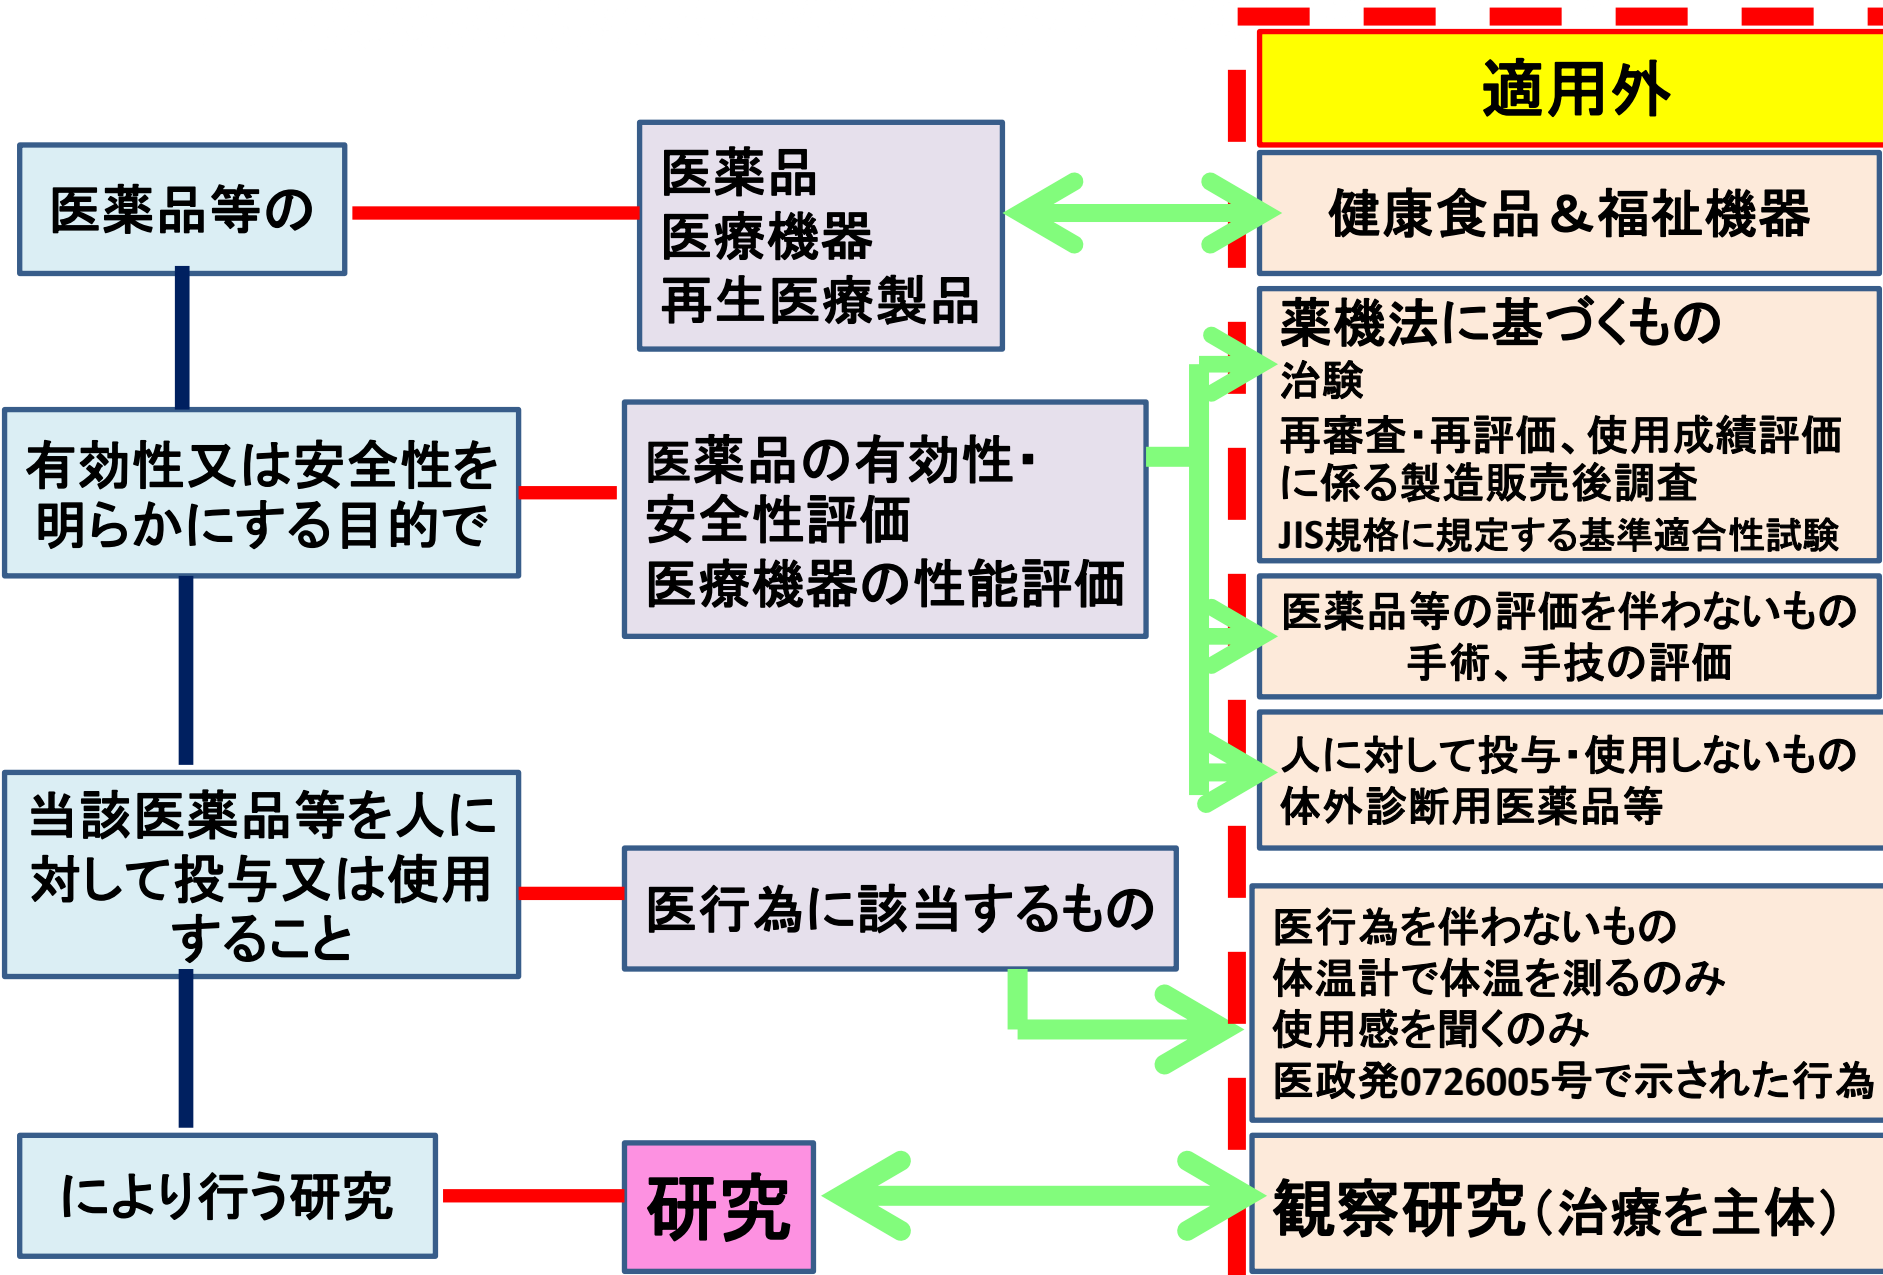 医薬品等の
有効性又は安全性を
明らかにする目的で
当該医薬品等を人に
対して投与又は使用
すること
により行う研究
医薬品
医療機器
再生医療製品
医薬品の有効性・
安全性評価
医療機器の性能評価
医行為に該当するもの
研究
適用外
健康食品＆福祉機器
薬機法に基づくもの
治験
再審査・再評価、使用成績評価
に係る製造販売後調査
JIS規格に規定する基準適合性試験
医薬品等の評価を伴わないもの
手術、手技の評価
人に対して投与・使用しないもの
体外診断用医薬品等
医行為を伴わないもの
体温計で体温を測るのみ
使用感を聞くのみ
医政発0726005号で示された行為
観察研究（治療を主体）